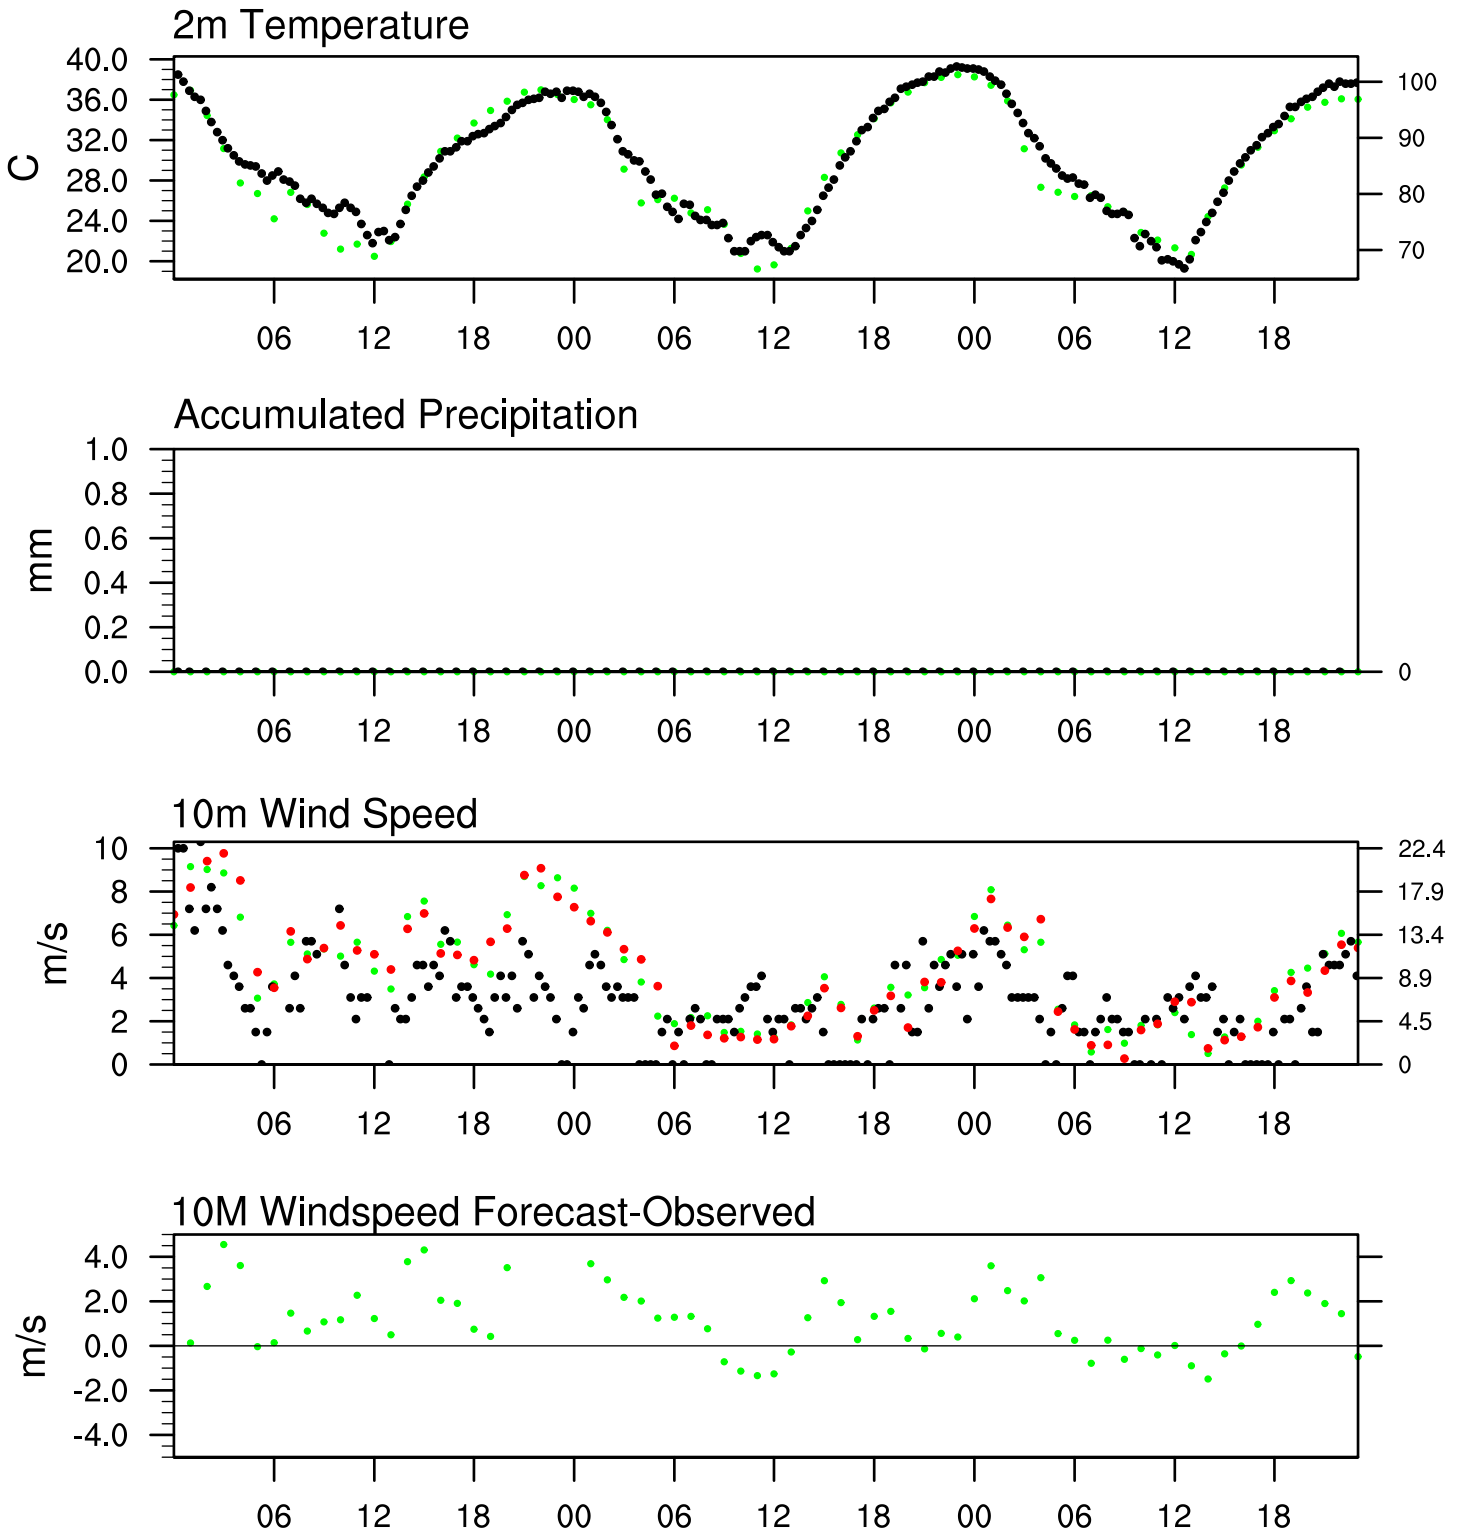 2m Temperature
40.0
36.0
32.0
28.0
24.0
20.0
C
100
90
80
70
06 12 18 00 06 12 18 00 06 12 18
Accumulated Precipitation
1.0
0.8
0.6
0.4
0.2
0.0
mm
0
06 12 18 00 06 12 18 00 06 12 18
10m Wind Speed
10
8
6
4
2
0
m/s
22.4
17.9
13.4
8.9
4.5
0
06 12 18 00 06 12 18 00 06 12 18
10M Windspeed Forecast-Observed
4.0
2.0
0.0
-2.0
-4.0
m/s
06 12 18 00 06 12 18 00 06 12 18